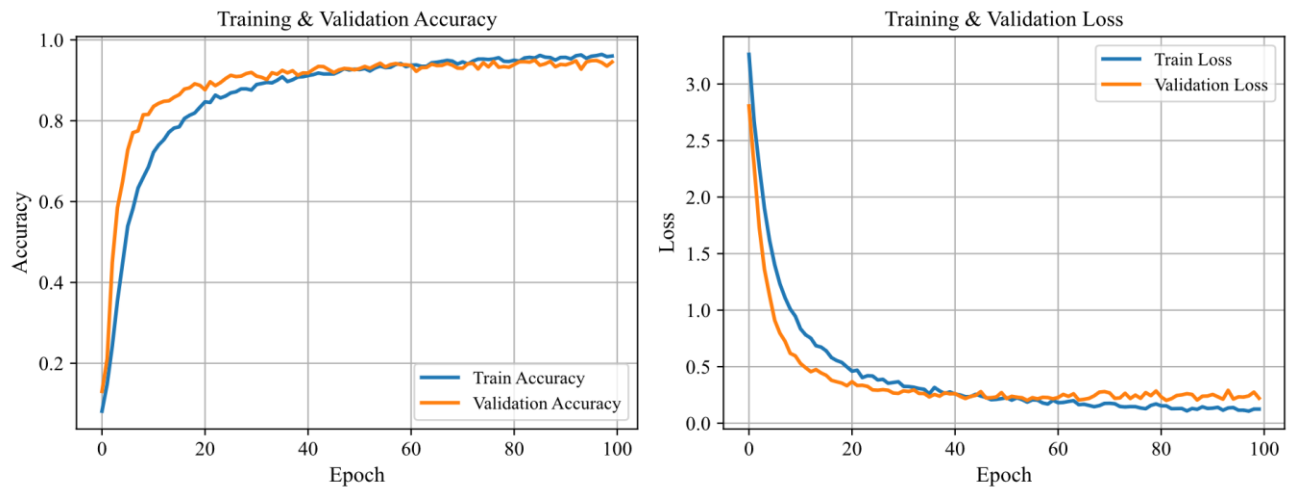 Training & Validation Accuracy
1.0
0.8
0.6
0.4
0.2
Accuracy
Train Accuracy
Validation Accuracy
0
20
40
60
80
100
Epoch
Training & Validation Loss
3.0
2.5
2.0
1.5
1.0
0.5
0.0
Loss
Train Loss
Validation Loss
0
20
40
60
80
100
Epoch